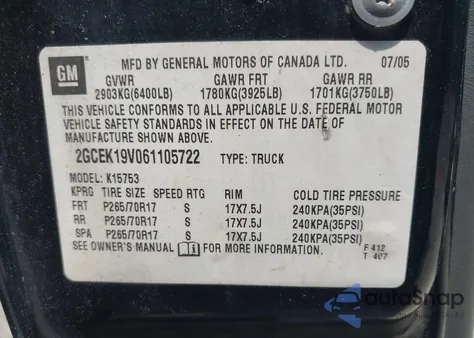 GM
MFD BY GENERAL MOTORS OF CANADA LTD. 07/05
GVWR GAWR FRT GAWR RR
2903KG(6400LB) 1780KG(3925LB) 1701KG(3750LB)
THIS VEHICLE CONFORMS TO ALL APPLICABLE U.S. FEDERAL MOTOR
VEHICLE SAFETY STANDARDS IN EFFECT ON THE DATE OF
MANUFACTURE SHOWN ABOVE.
2GCEK19V061105722 TYPE: TRUCK
MODEL: K15753
KPRG TIRE SIZE SPEED RTG RIM COLD TIRE PRESSURE
FRT P265/70R17 S 17X7.5J 240KPA(35PSI)
RR P265/70R17 S 17X7.5J 240KPA(35PSI)
SPA P265/70R17 S 17X7.5J 240KPA(35PSI)
SEE OWNER'S MANUAL FOR MORE INFORMATION
F 412
T 407
autoSnap